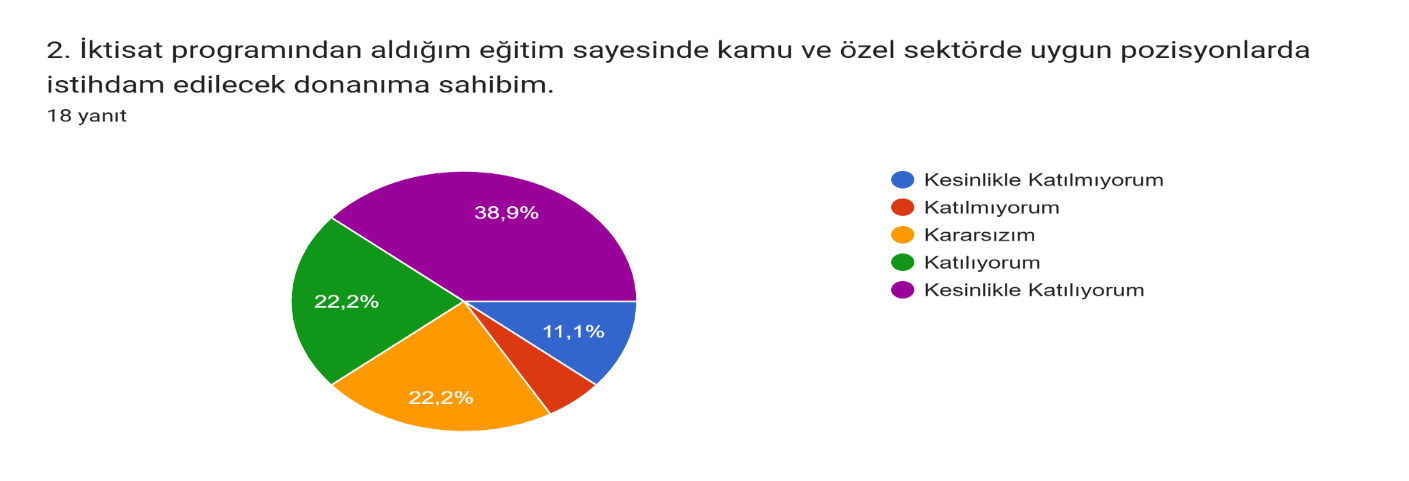 2. İktisat programından aldığım eğitim sayesinde kamu ve özel sektörde uygun pozisyonlarda
istihdam edilecek donanıma sahibim.
18 yanıt
Kesinlikle Katılmıyorum
Katılmıyorum
Kararsızım
Katılıyorum
Kesinlikle Katılıyorum
38,9%
22,2%
11,1%
22,2%